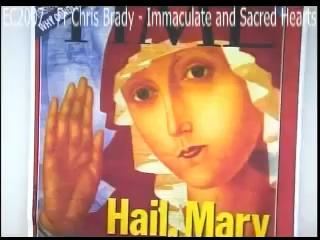 EC2007 - Fr Chris Brady - Immaculate and Sacred Hearts
TIME
Hail, Mary